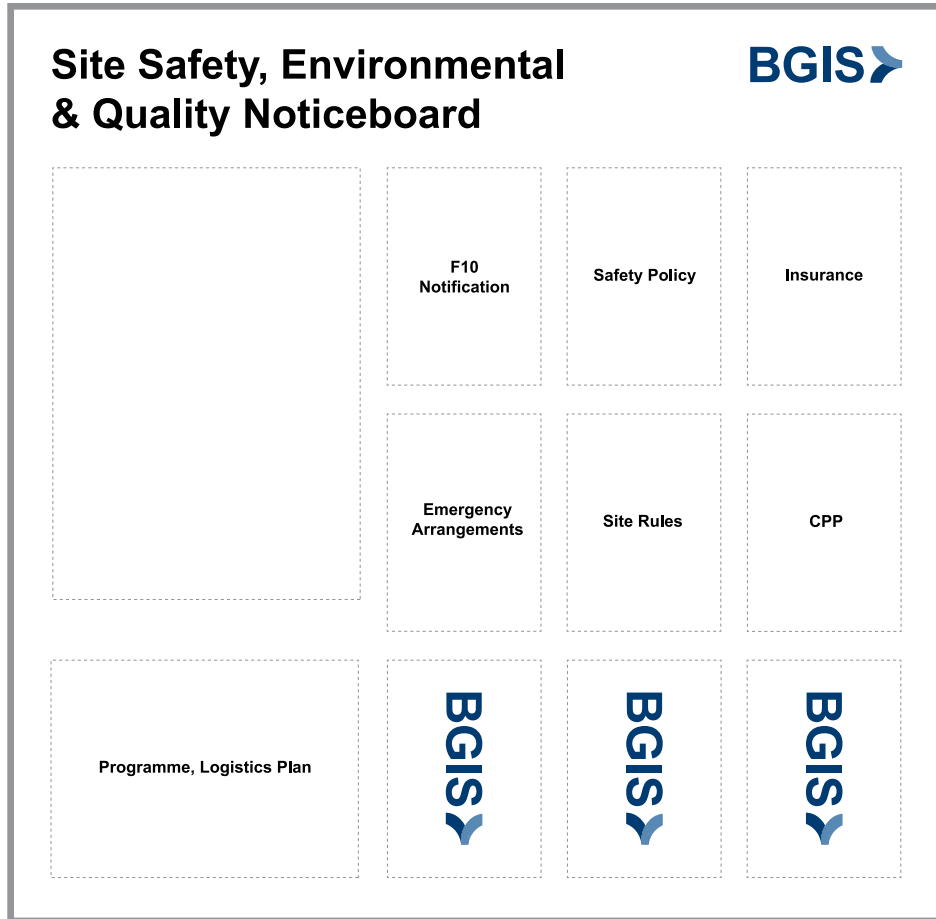 Site Safety, Environmental
& Quality Noticeboard
BGIS
F10
Notification
Safety Policy
Insurance
Emergency
Arrangements
Site Rules
CPP
Programme, Logistics Plan
BGIS
BGIS
BGIS